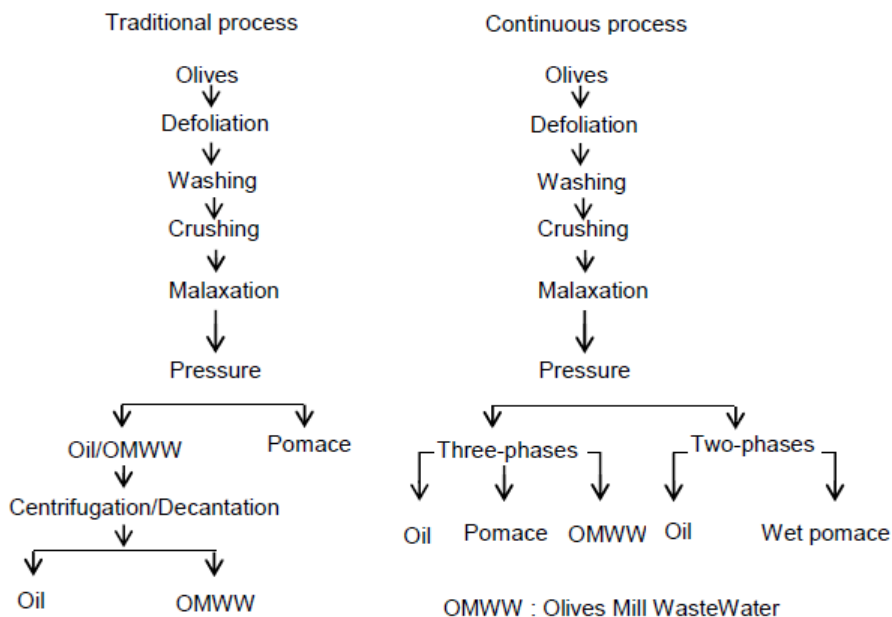 Traditional process
Olives
Defoliation
Washing
Crushing
Malaxation
Pressure
Oil/OMWW
Pomace
Centrifugation/Decantation
Oil
OMWW
Continuous process
Olives
Defoliation
Washing
Crushing
Malaxation
Pressure
Three-phases
Two-phases
Oil
Pomace
OMWW
Oil
Wet pomace
OMWW : Olives Mill WasteWater